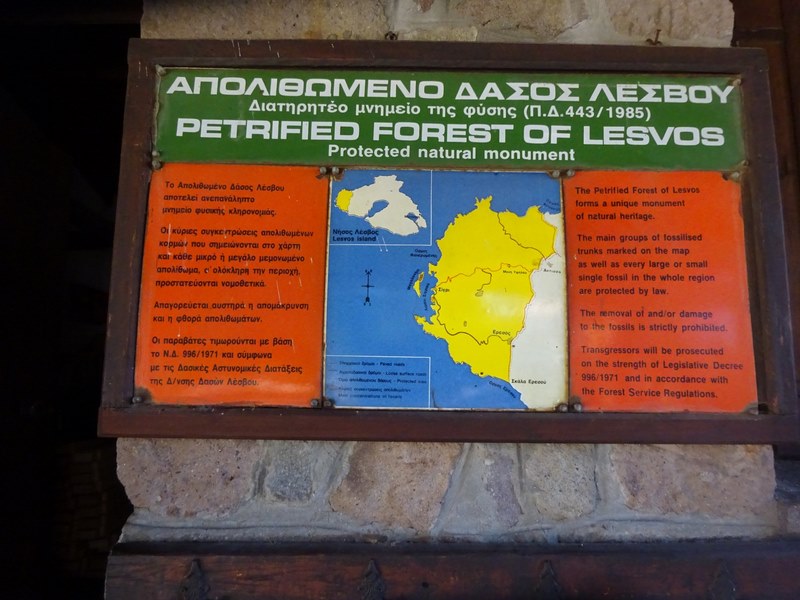 ΑΠΟΛΙΘΩΜΕΝΟ ΔΑΣΟΣ ΛΕΣΒΟΥ
Διατηρητέο μνημείο της φύσης (Π.Δ.443/1985)
PETRIFIED FOREST OF LESVOS
Protected natural monument
Το Απολιθωμένο Δάσος Λέσβου
αποτελεί ανεπανάληπτο
μνημείο φυσικής κληρονομιάς.
Οι κύριες συγκεντρώσεις απολιθωμένων
κορμών που σημειώνονται στο χάρτη
και κάθε μικρό ή μεγάλο μεμονωμένο
απολίθωμα, σ' ολόκληρη την περιοχή,
προστατεύονται νομοθετικά.
Απαγορεύεται αυστηρά η απομάκρυνση
και η φθορά απολιθωμάτων.
Οι παραβάτες τιμωρούνται με βάση
το Ν.Δ. 996/1971 και σύμφωνα
με τις Δασικές Αστυνομικές Διατάξεις
της Δ/νσης Δασών Λέσβου.
Νήσος Λέσβος
Lesvos island
Σίγρι
Ερεσός
Σκάλα Ερεσού
The Petrified Forest of Lesvos
forms a unique monument
of natural heritage.
The main groups of fossilised
trunks marked on the map
as well as every large or small
single fossil in the whole region
are protected by law.
The removal of and/or damage
to the fossils is strictly prohibited.
Transgressors will be prosecuted
on the strength of Legislative Decree
996/1971 and in accordance with
the Forest Service Regulations.